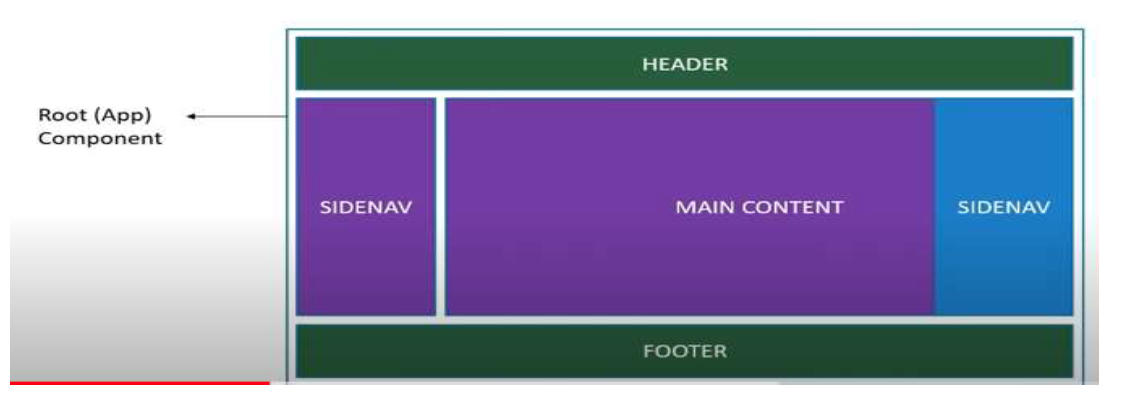 HEADER
Root (App)
Component
SIDENAV
MAIN CONTENT
SIDENAV
FOOTER